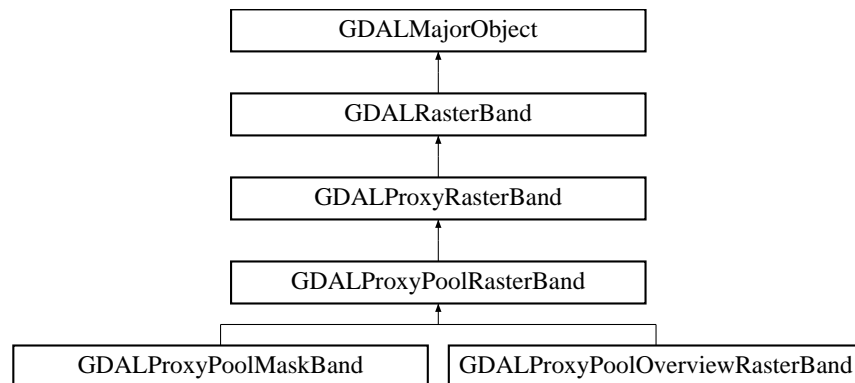 GDALMajorObject
GDALRasterBand
GDALProxyRasterBand
GDALProxyPoolRasterBand
GDALProxyPoolMaskBand
GDALProxyPoolOverviewRasterBand